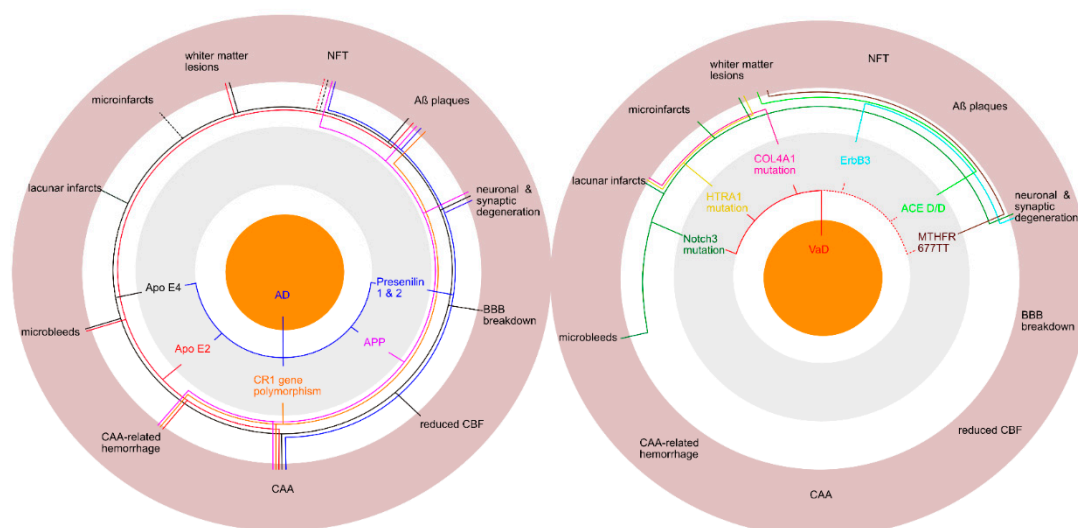 NFT
whiter matter
lesions
microinfarcts
Aß plaques
lacunar infarcts
neuronal &
synaptic
degeneration
Apo E4
AD
Presenilin
1 & 2
BBB
breakdown
microbleeds
Apo E2
APP
CR1 gene
polymorphism
CAA-related
hemorrhage
reduced CBF
CAA
NFT
whiter matter
lesions
microinfarcts
Aß plaques
COL4A1
mutation
ErbB3
lacunar infarcts
HTRA1
mutation
ACE D/D
neuronal &
synaptic
degeneration
Notch3
mutation
VaD
MTHFR
677TT
microbleeds
BBB
breakdown
CAA-related
hemorrhage
reduced CBF
CAA